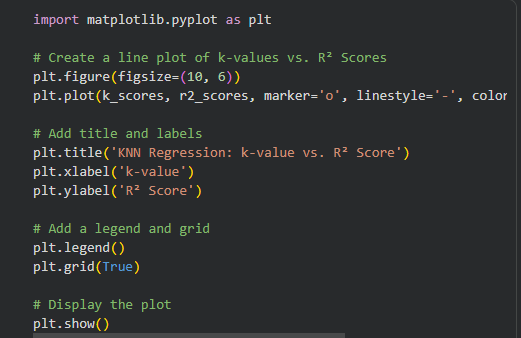 import matplotlib.pyplot as plt
# Create a line plot of k-values vs. R² Scores
plt.figure(figsize=(10, 6))
plt.plot(k_scores, r2_scores, marker='o', linestyle='-', color
# Add title and labels
plt.title('KNN Regression: k-value vs. R² Score')
plt.xlabel('k-value')
plt.ylabel('R² Score')
# Add a legend and grid
plt.legend()
plt.grid(True)
# Display the plot
plt.show()